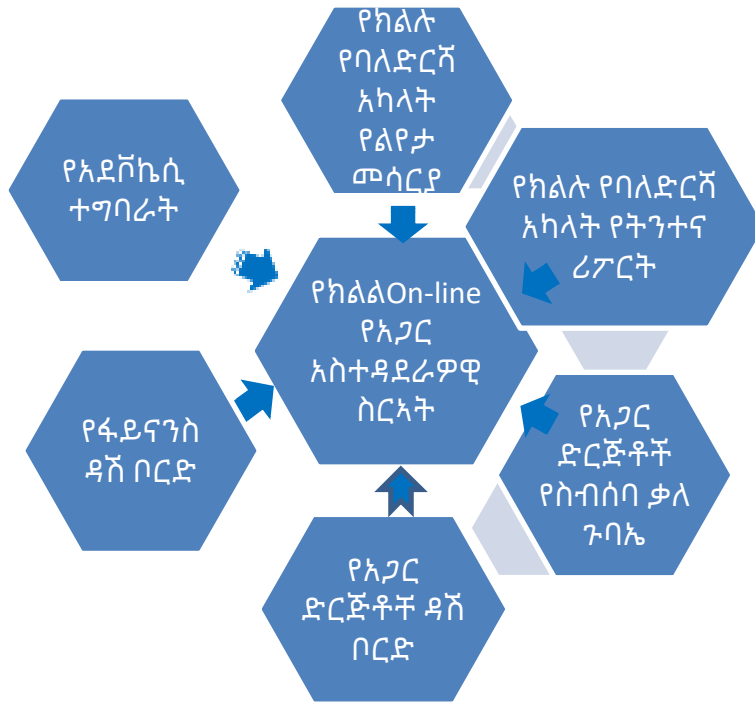 የክልሉ
የባለድርሻ
አካላት
የልየታ
መሳርያ
የክልሉ የባለድርሻ
አካላት የትንተና
ሪፖርት
የአጋር
ድርጅቶች
የስብሰባ ቃለ
ጉባኤ
የአጋር
ድርጅቶቸ ዳሽ
ቦርድ
የፋይናንስ
ዳሽ ቦርድ
የአደቮኬሲ
ተግባራት
የክልልOn-line
የአጋር
አስተዳደራዎዊ
ስርኣት